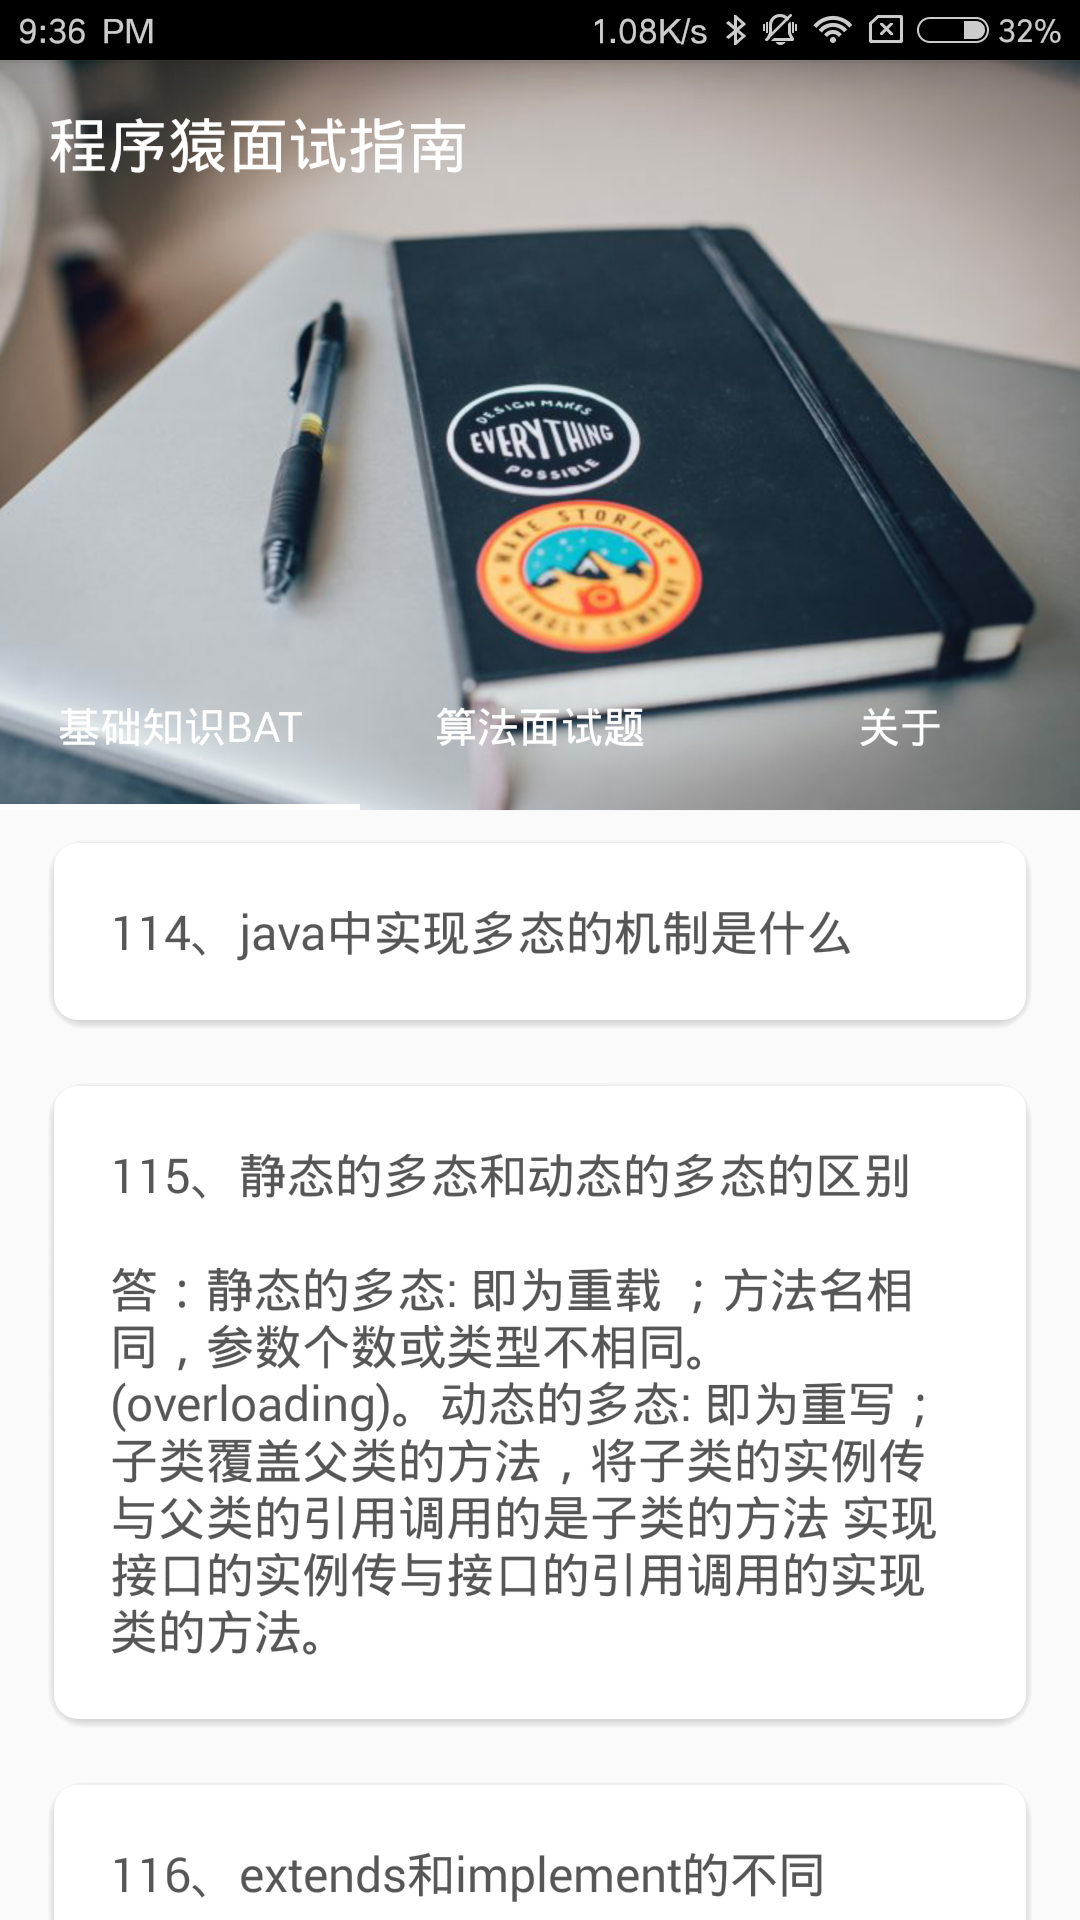 9:36 PM
1.08K/s
32%
程序猿面试指南
DESIGN MAKES
EVERYTHING
POSSIBLE
MAKE STORIES
LANGLY COMPANY
基础知识BAT
算法面试题
关于
114、java中实现多态的机制是什么
115、静态的多态和动态的多态的区别
答：静态的多态: 即为重载 ；方法名相
同，参数个数或类型不相同。
(overloading)。动态的多态: 即为重写；
子类覆盖父类的方法，将子类的实例传
与父类的引用调用的是子类的方法 实现
接口的实例传与接口的引用调用的实现
类的方法。
116、extends和implement的不同